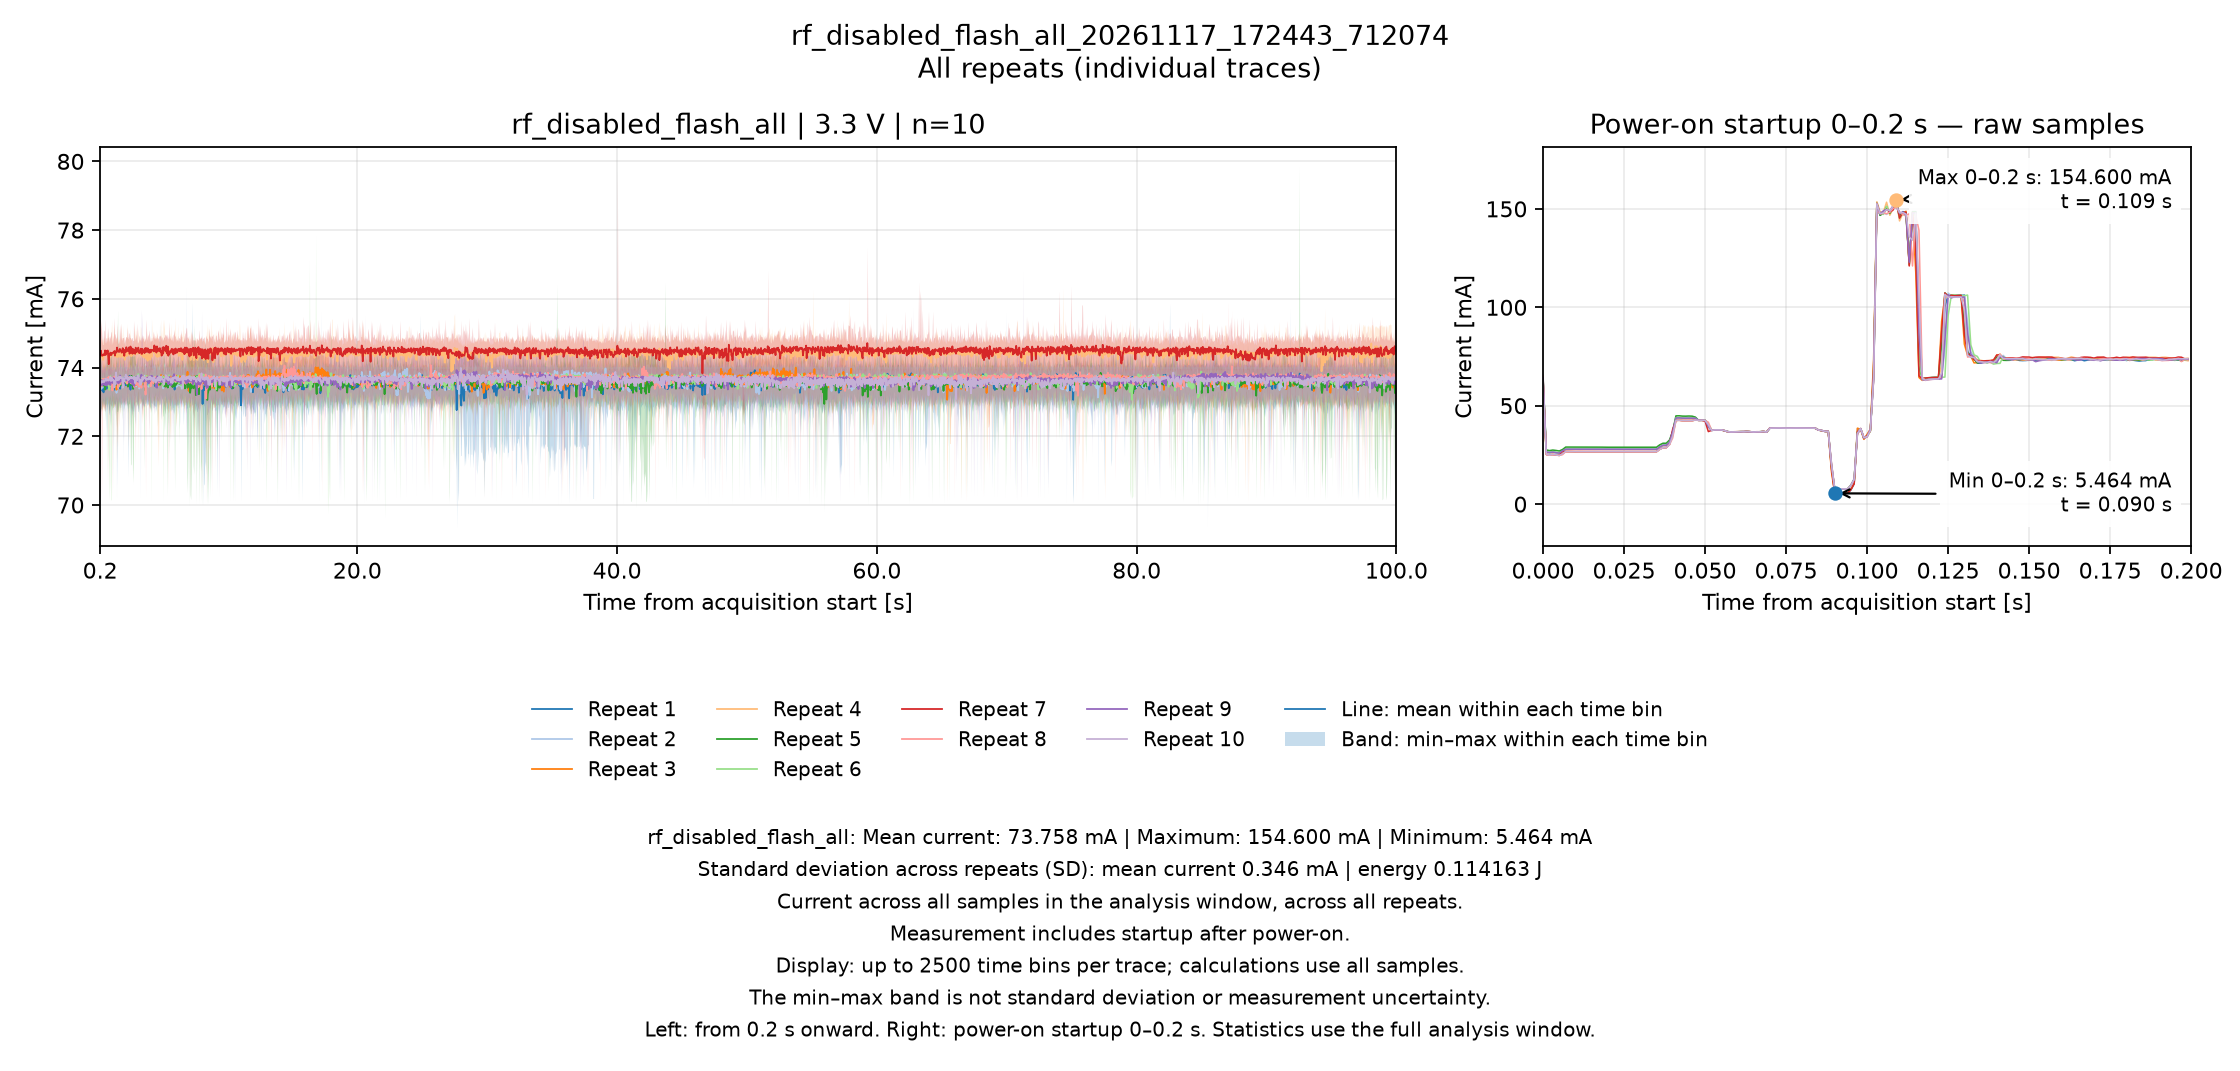 rf_disabled_flash_all_20261117_172443_712074
All repeats (individual traces)
rf_disabled_flash_all | 3.3 V | n=10
80
78
76
74
72
70
Current [mA]
0.2
20.0
40.0
60.0
80.0
100.0
Time from acquisition start [s]
Power-on startup 0–0.2 s — raw samples
Max 0–0.2 s: 154.600 mA
t = 0.109 s
Min 0–0.2 s: 5.464 mA
t = 0.090 s
150
100
50
0
Current [mA]
0.000
0.025
0.050
0.075
0.100
0.125
0.150
0.175
0.200
Time from acquisition start [s]
Repeat 1
Repeat 2
Repeat 3
Repeat 4
Repeat 5
Repeat 6
Repeat 7
Repeat 8
Repeat 9
Repeat 10
Line: mean within each time bin
Band: min–max within each time bin
rf_disabled_flash_all: Mean current: 73.758 mA | Maximum: 154.600 mA | Minimum: 5.464 mA
Standard deviation across repeats (SD): mean current 0.346 mA | energy 0.114163 J
Current across all samples in the analysis window, across all repeats.
Measurement includes startup after power-on.
Display: up to 2500 time bins per trace; calculations use all samples.
The min–max band is not standard deviation or measurement uncertainty.
Left: from 0.2 s onward. Right: power-on startup 0–0.2 s. Statistics use the full analysis window.